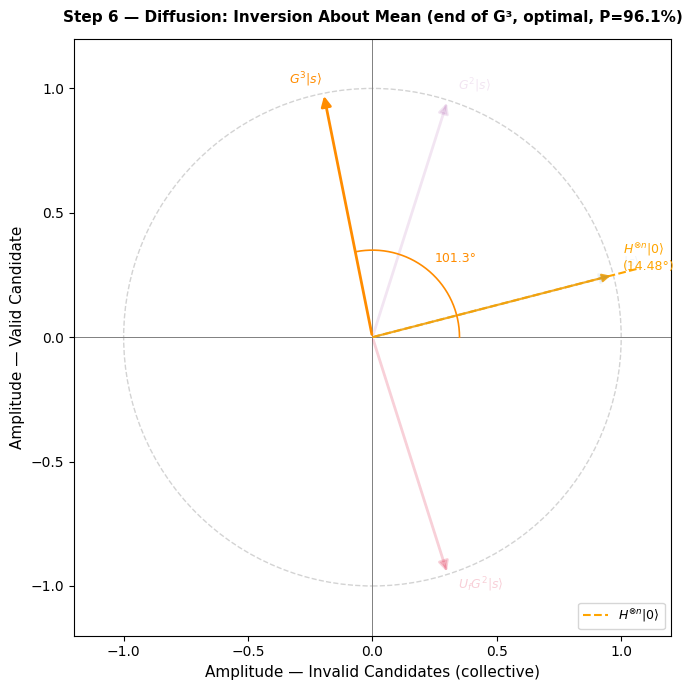 Step 6 — Diffusion: Inversion About Mean (end of G³, optimal, P=96.1%)
G³|s⟩
G²|s⟩
H⊗ⁿ|0⟩
(14.48°)
101.3°
UfG²|s⟩
H⊗ⁿ|0⟩
1.0
0.5
0.0
−0.5
−1.0
Amplitude — Valid Candidate
−1.0
−0.5
0.0
0.5
1.0
Amplitude — Invalid Candidates (collective)